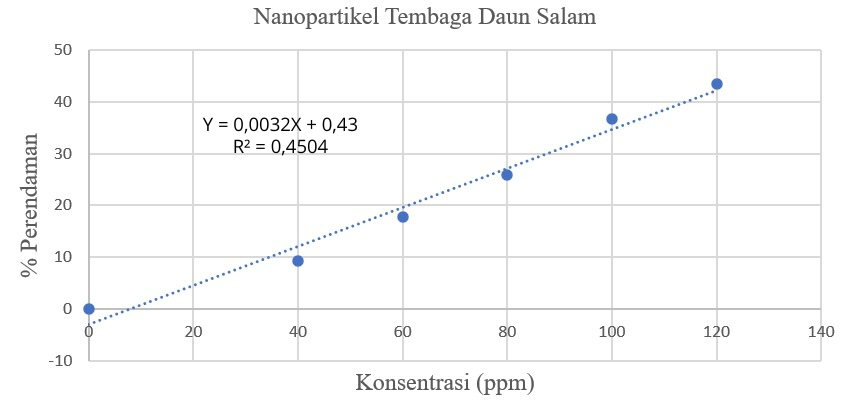 Nanopartikel Tembaga Daun Salam
50
40
30
20
10
0
-10
% Perendaman
Y = 0,0032X + 0,43
R² = 0,4504
0 20 40 60 80 100 120 140
Konsentrasi (ppm)